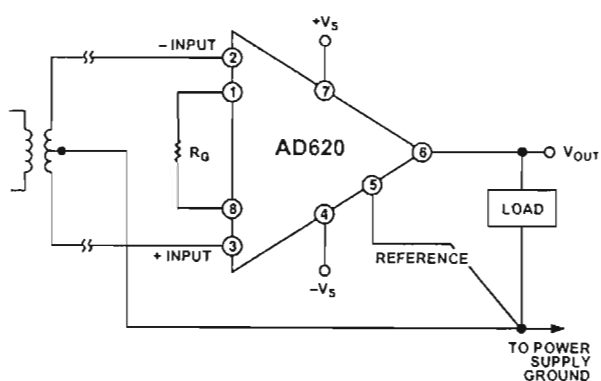 +VS
– INPUT
2
7
1
RG
AD620
6
VOUT
5
8
4
LOAD
3
+ INPUT
REFERENCE
–VS
TO POWER
SUPPLY
GROUND